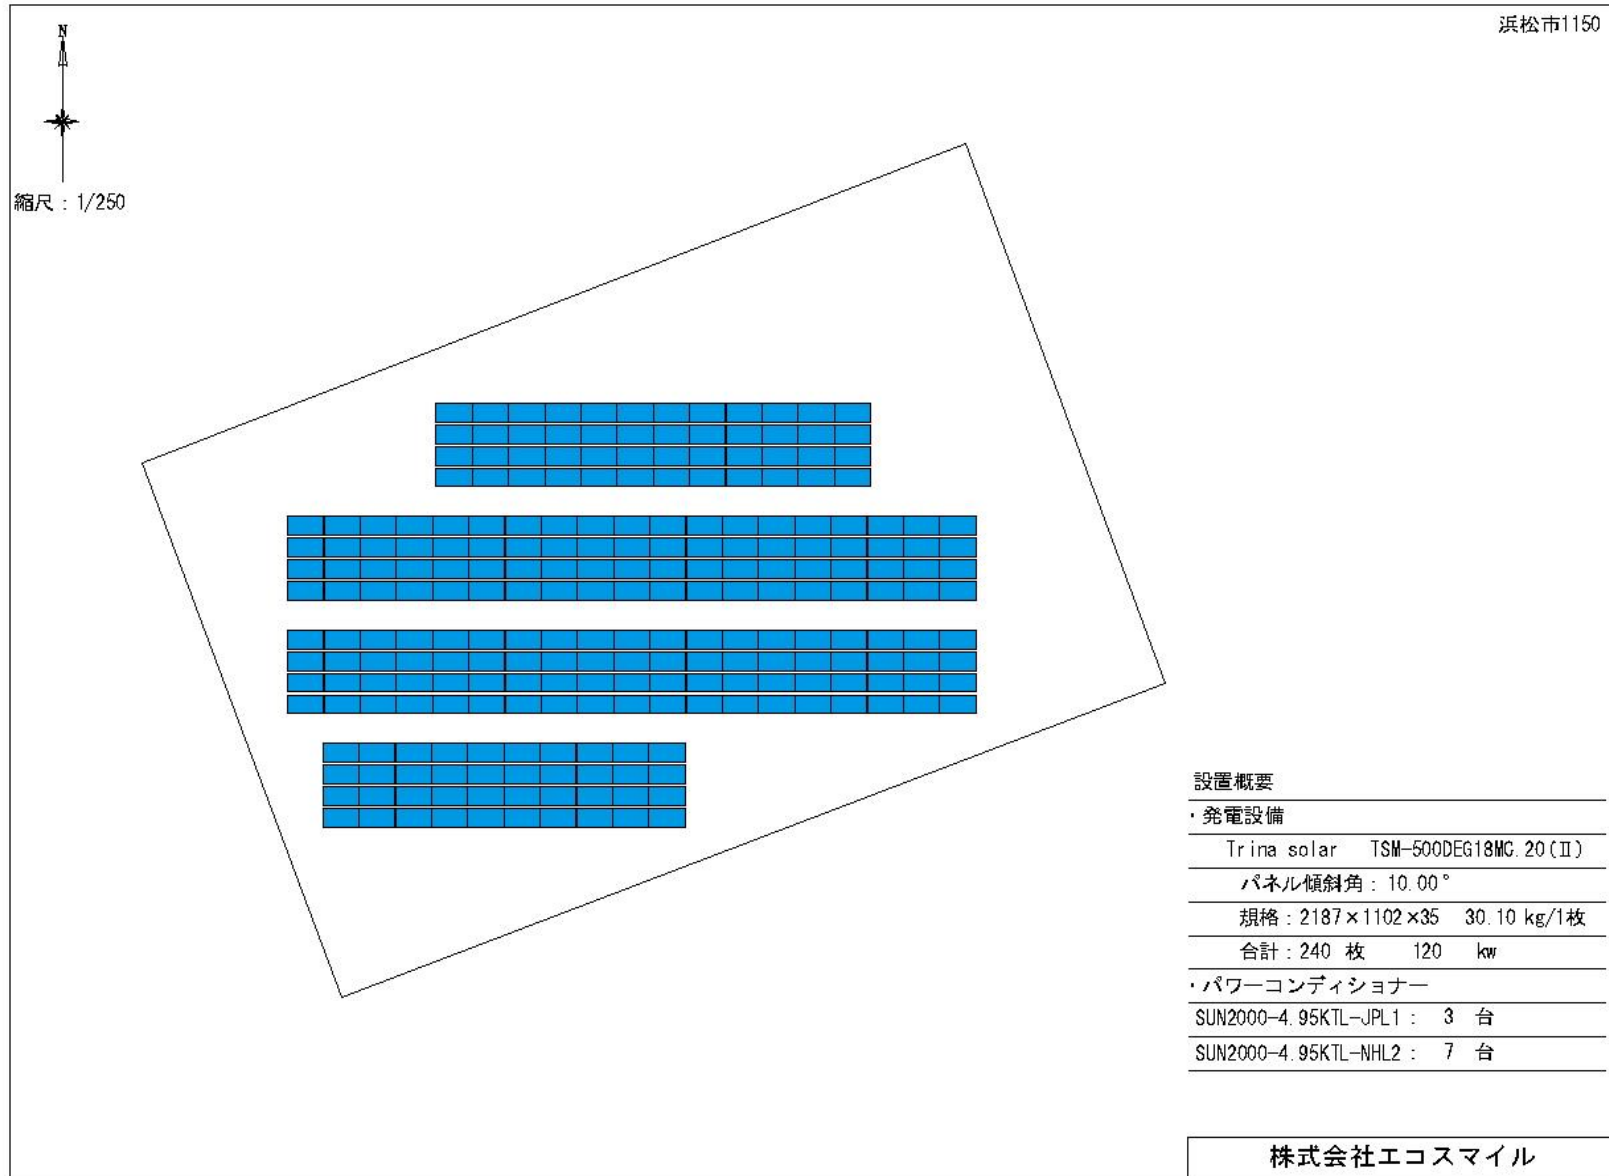 浜松市1150
N
縮尺：1/250
設置概要
・発電設備
Trina solar TSM-500DEG18MC.20(Ⅱ)
パネル傾斜角：10.00°
規格：2187×1102×35 30.10 kg/1枚
合計：240 枚 120 kw
・パワーコンディショナー
SUN2000-4.95KTL-JPL1： 3 台
SUN2000-4.95KTL-NHL2： 7 台
株式会社エコスマイル